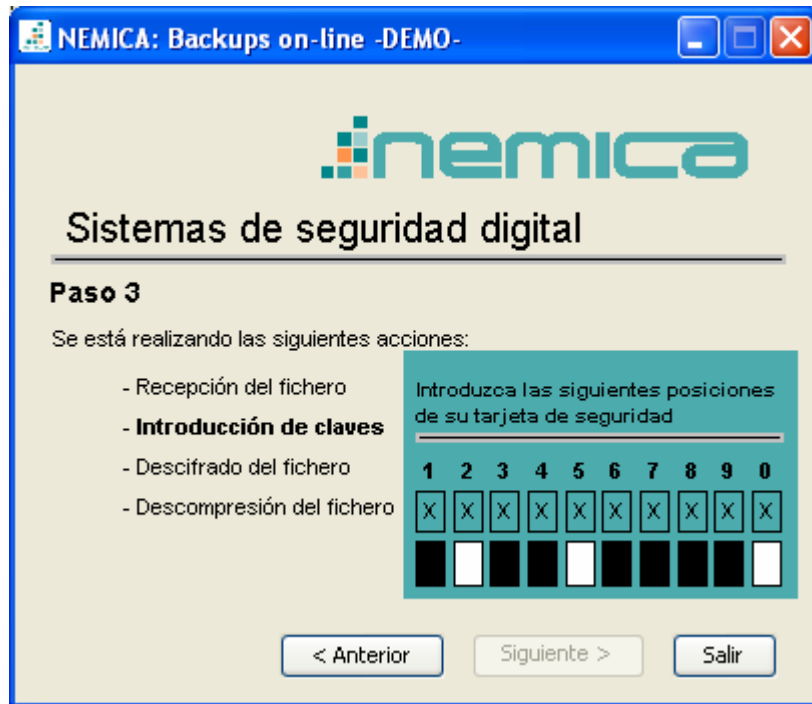 NEMICA: Backups on-line -DEMO-
nemica
Sistemas de seguridad digital
Paso 3
Se está realizando las siguientes acciones:
- Recepción del fichero
- Introducción de claves
- Descifrado del fichero
- Descompresión del fichero
Introduzca las siguientes posiciones
de su tarjeta de seguridad
1 2 3 4 5 6 7 8 9 0
X X X X X X X X X X
< Anterior
Siguiente >
Salir